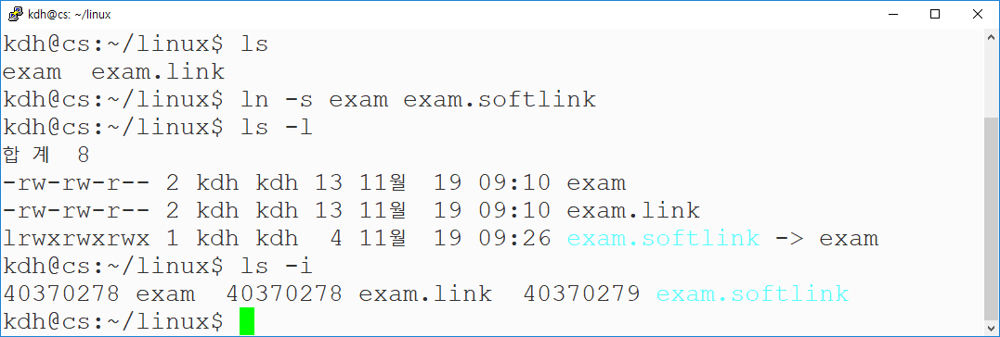 kdh@cs: ~/linux
kdh@cs:~/linux$ ls
exam  exam.link
kdh@cs:~/linux$ ln -s exam exam.softlink
kdh@cs:~/linux$ ls -l
합계 8
-rw-rw-r-- 2 kdh kdh 13 11월  19 09:10 exam
-rw-rw-r-- 2 kdh kdh 13 11월  19 09:10 exam.link
lrwxrwxrwx 1 kdh kdh  4 11월  19 09:26 exam.softlink -> exam
kdh@cs:~/linux$ ls -i
40370278 exam  40370278 exam.link  40370279 exam.softlink
kdh@cs:~/linux$